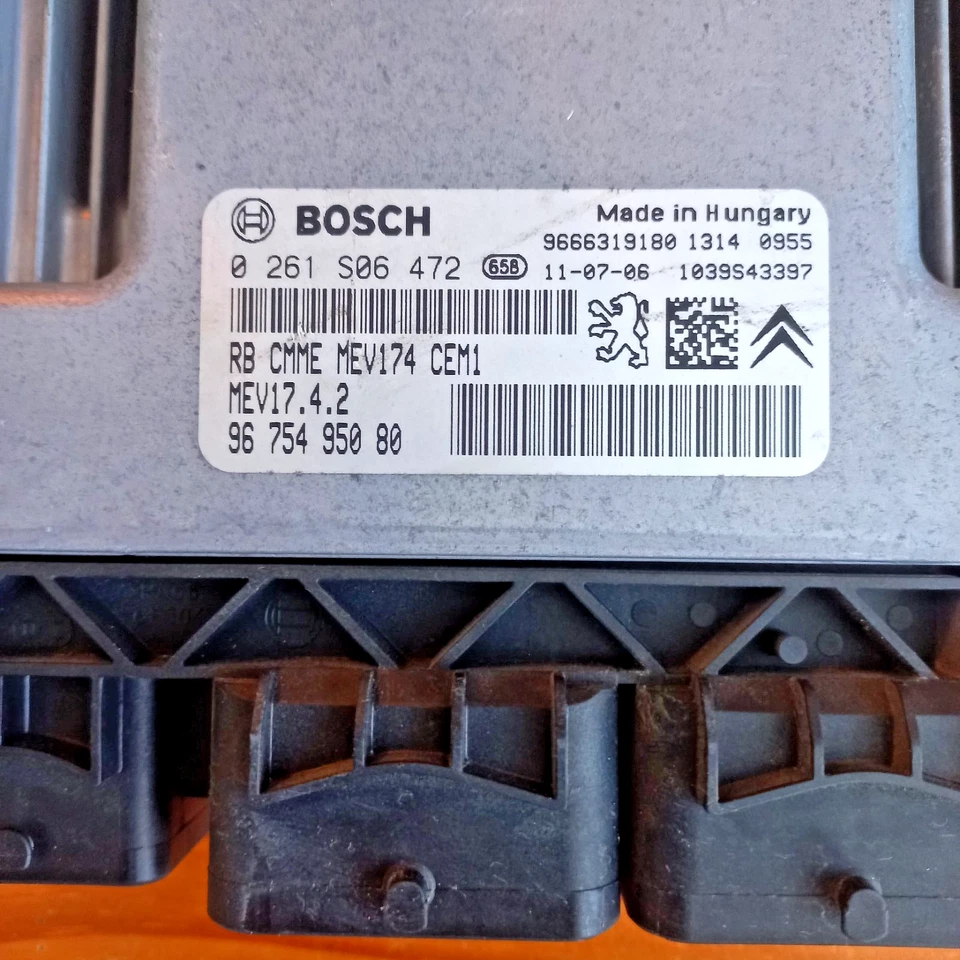 BOSCH
Made in Hungary
9666319180 1314 0955
0 261 S06 472 65B 11-07-06 1039S43397
RB CMME MEV174 CEM1
MEV17.4.2
96 754 950 80